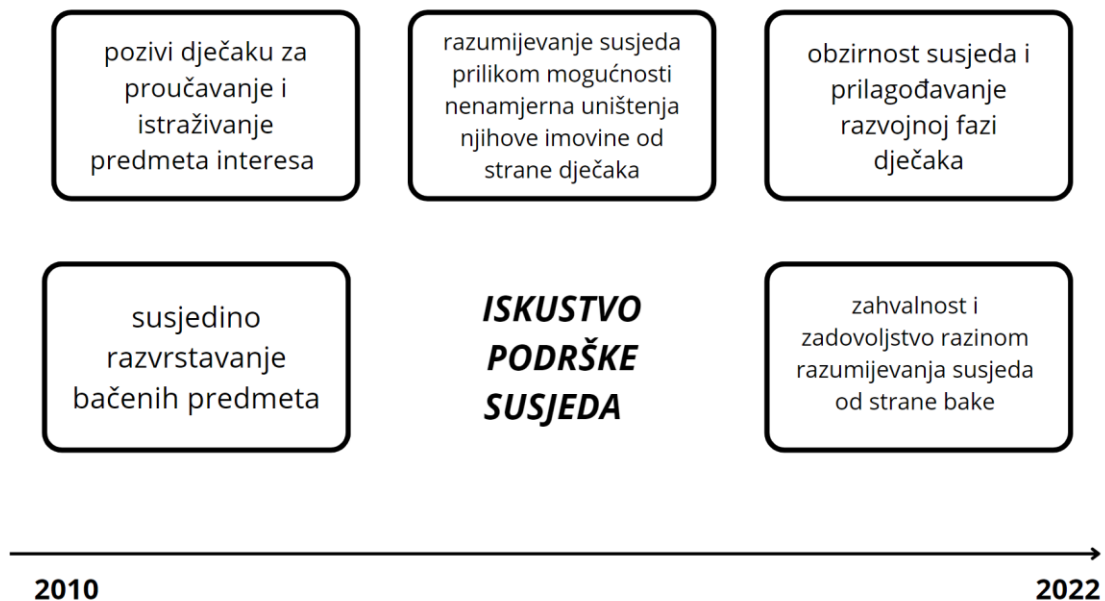 pozivi dječaku za
proučavanje i
istraživanje
predmeta interesa
razumijevanje susjeda
prilikom mogućnosti
nenamjerna uništenja
njihove imovine od
strane dječaka
obzirnost susjeda i
prilagođavanje
razvojnoj fazi
dječaka
susjedino
razvrstavanje
bačenih predmeta
ISKUSTVO
PODRŠKE
SUSJEDA
zahvalnost i
zadovoljstvo razinom
razumijevanja susjeda
od strane bake
2010
2022